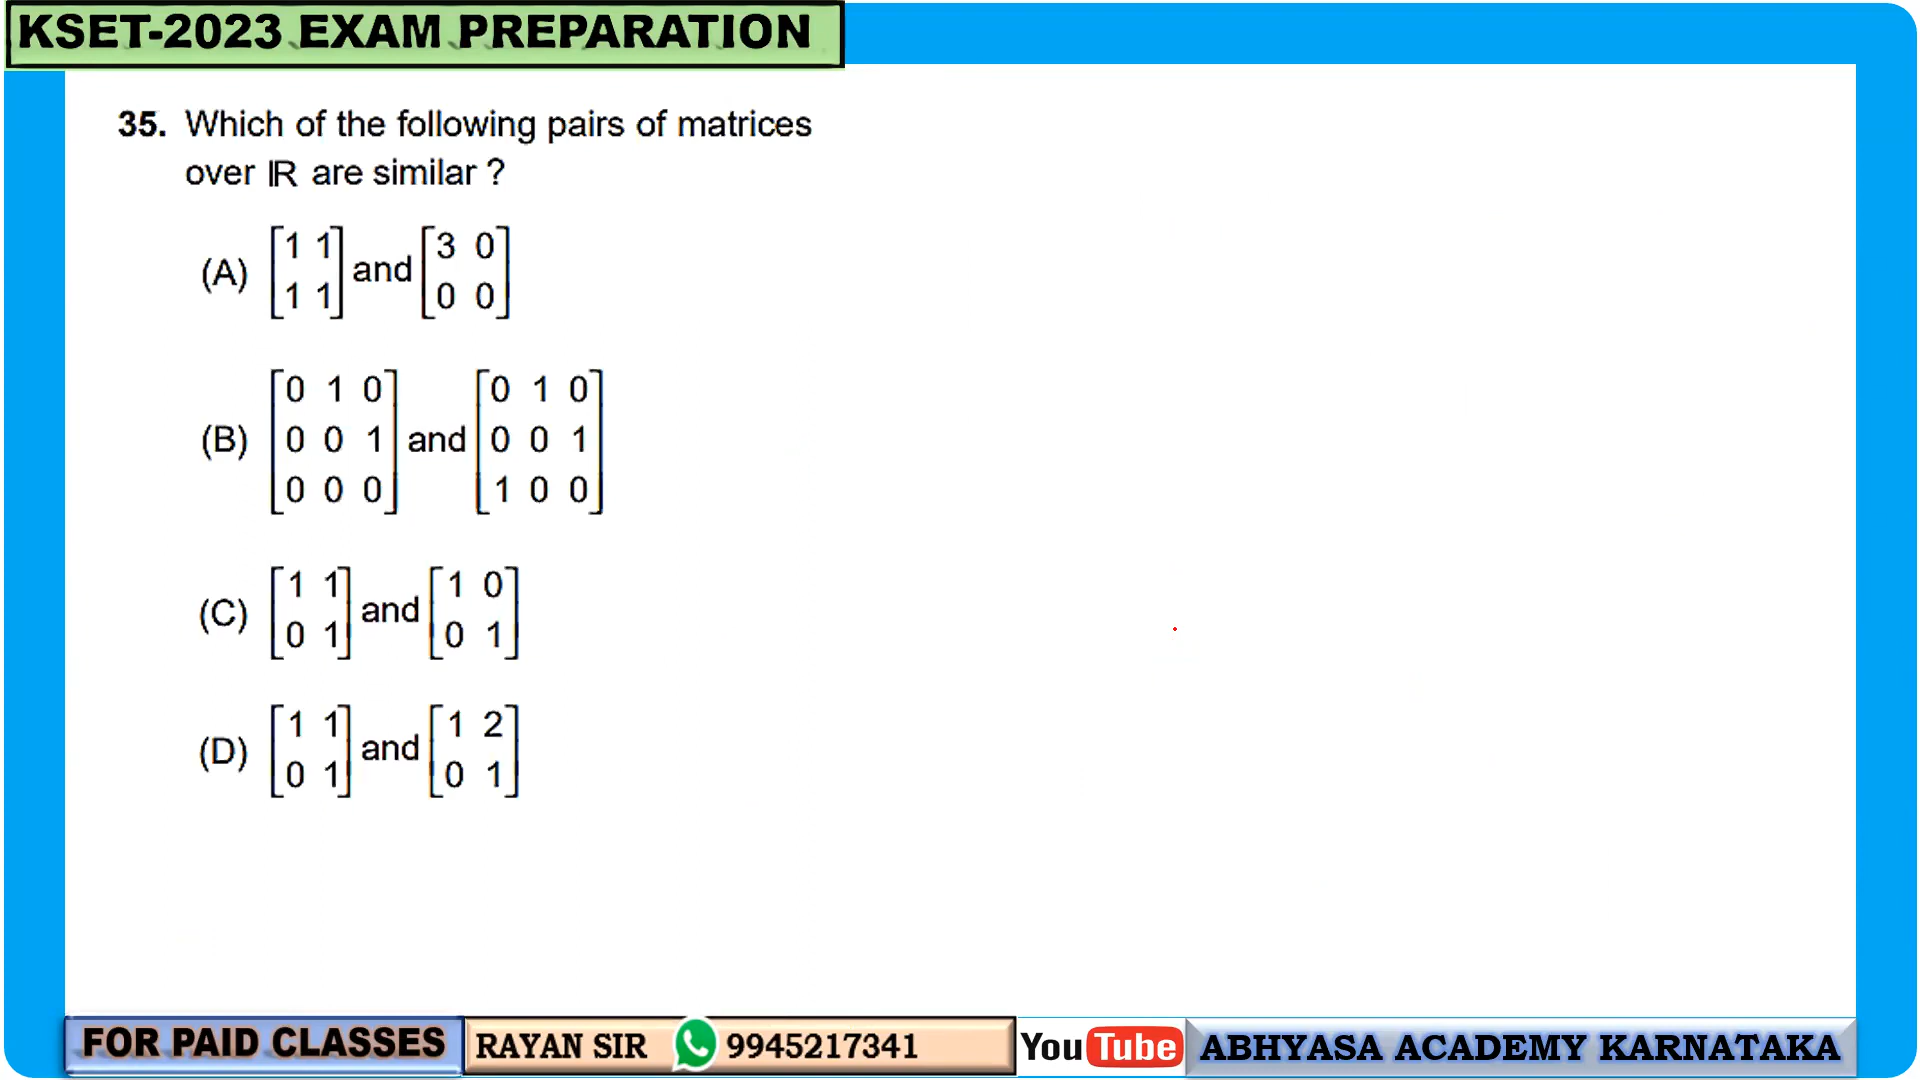 KSET-2023 EXAM PREPARATION
35. Which of the following pairs of matrices
over ℝ are similar ?
(A) [1 1
1 1] and [3 0
0 0]
(B) [0 1 0
0 0 1
0 0 0] and [0 1 0
0 0 1
1 0 0]
(C) [1 1
0 1] and [1 0
0 1]
(D) [1 1
0 1] and [1 2
0 1]
FOR PAID CLASSES RAYAN SIR 9945217341 YouTube ABHYASA ACADEMY KARNATAKA